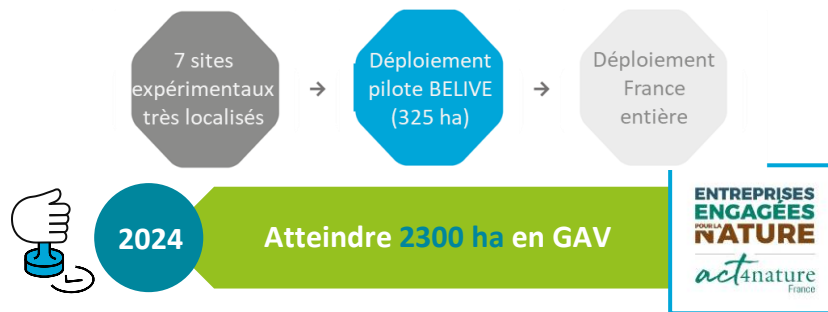 7 sites
expérimentaux
très localisés
→
Déploiement
pilote BELIVE
(325 ha)
→
Déploiement
France
entière
2024
Atteindre 2300 ha en GAV
ENTREPRISES
ENGAGÉES
POUR LA
NATURE
act4nature
France